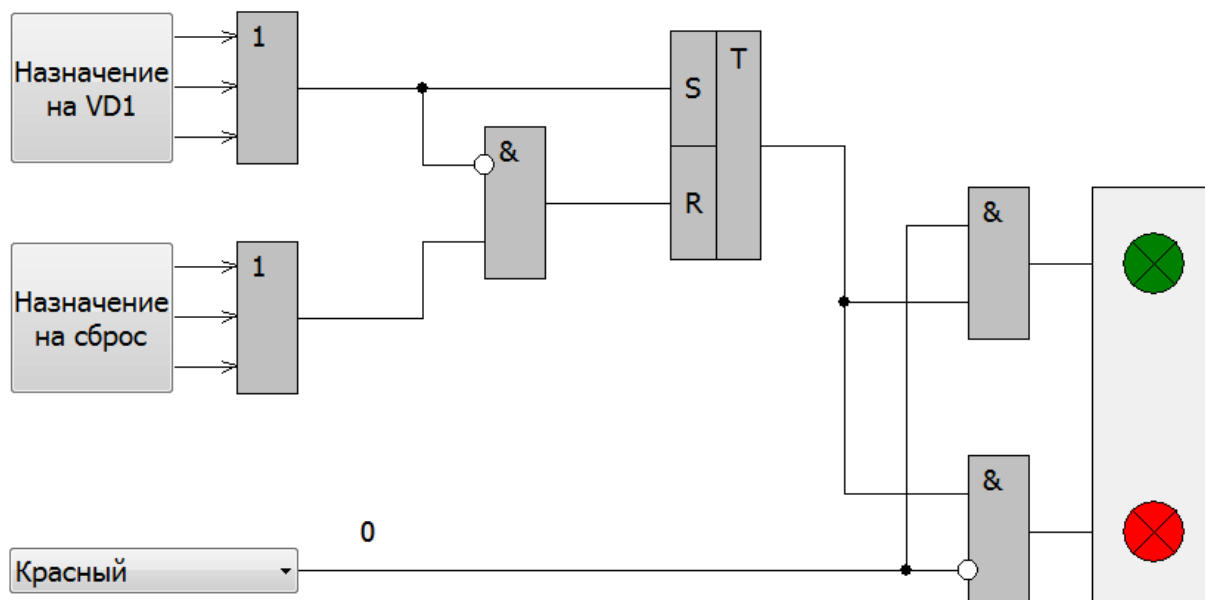 Назначение
на VD1
1
&
S
T
R
Назначение
на сброс
1
&
&
0
Красный